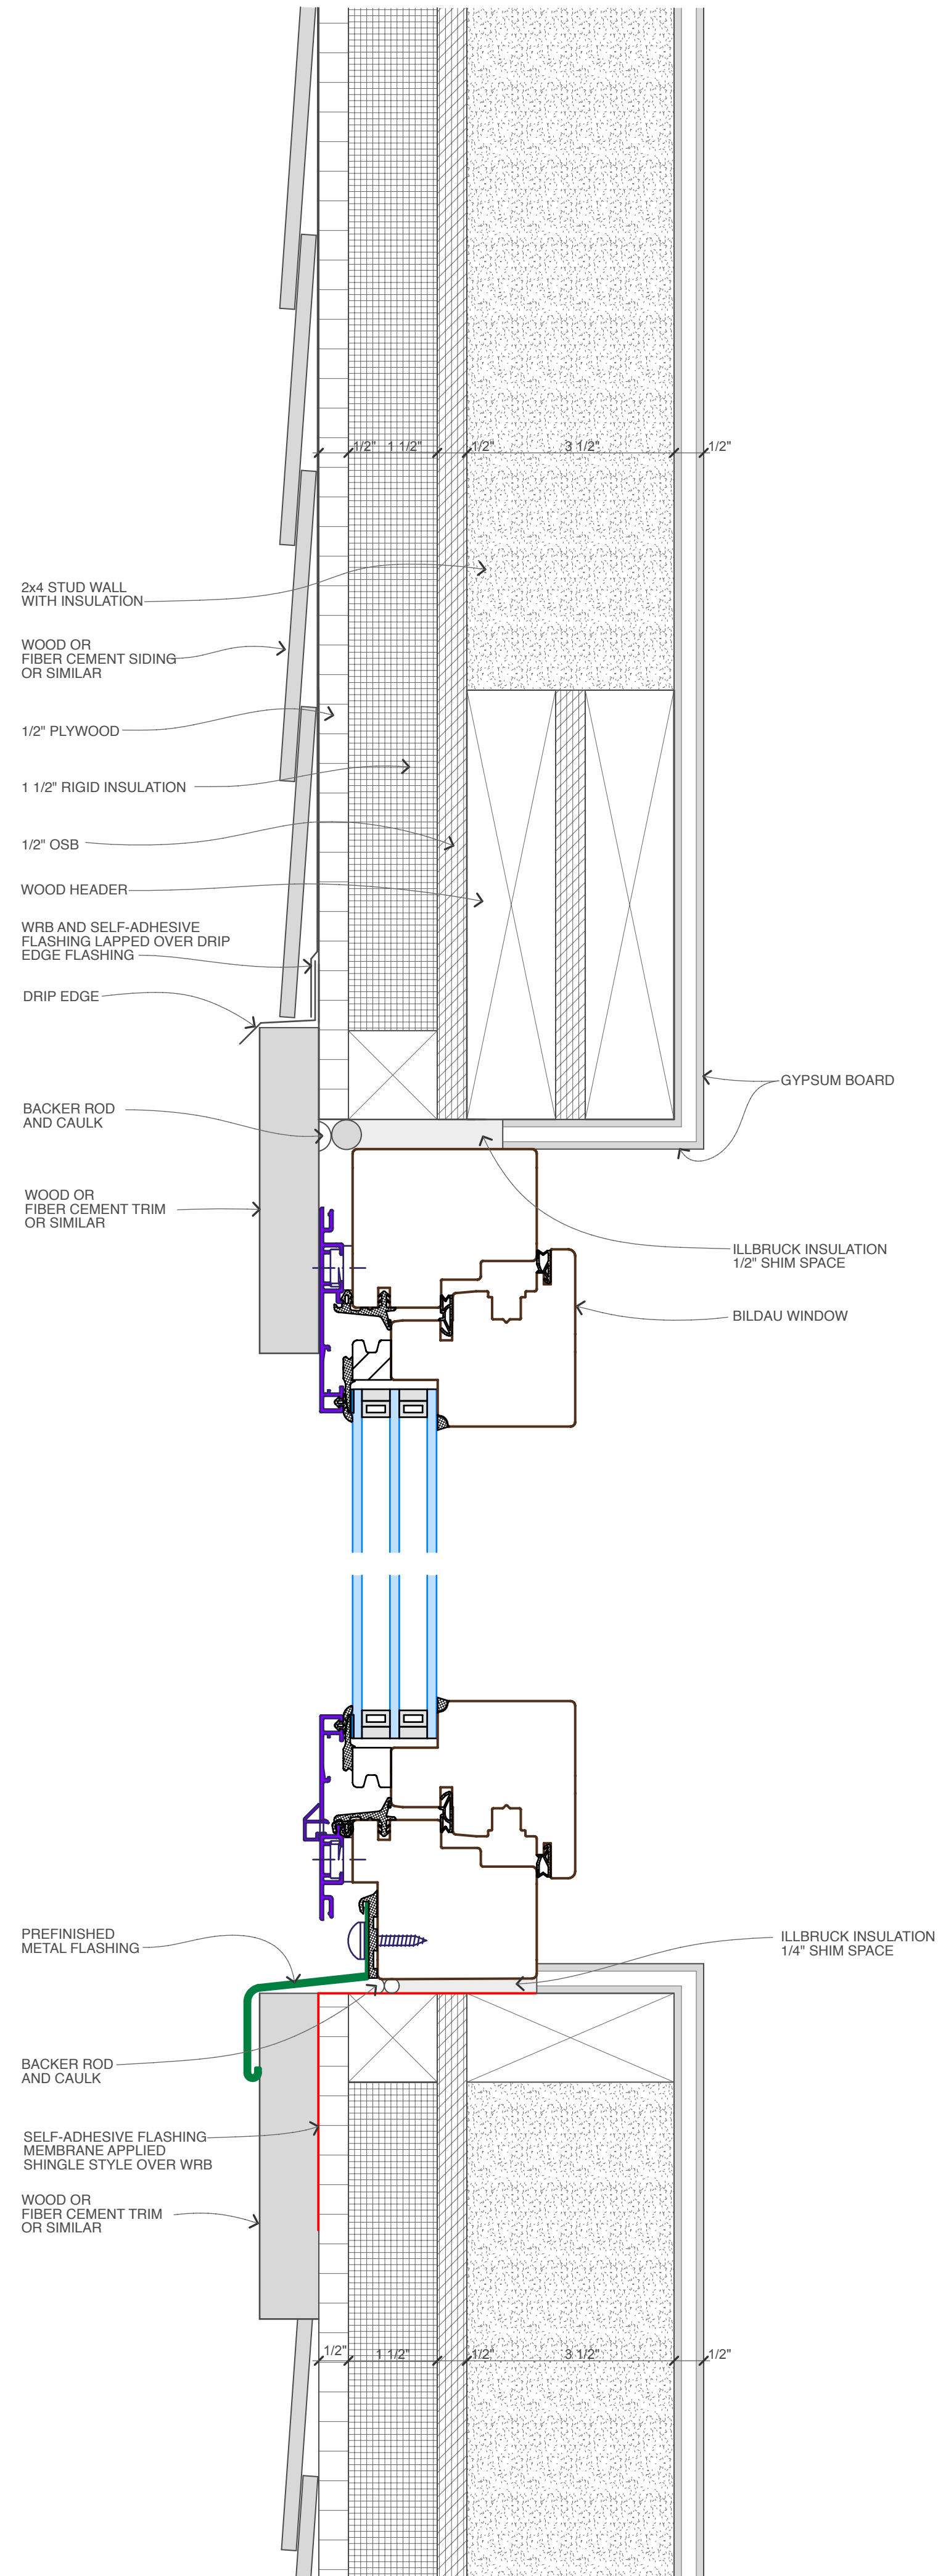 1/2" 1 1/2" 1/2" 3 1/2" 1/2"
2x4 STUD WALL
WITH INSULATION
WOOD OR
FIBER CEMENT SIDING
OR SIMILAR
1/2" PLYWOOD
1 1/2" RIGID INSULATION
1/2" OSB
WOOD HEADER
WRB AND SELF-ADHESIVE
FLASHING LAPPED OVER DRIP
EDGE FLASHING
DRIP EDGE
GYPSUM BOARD
BACKER ROD
AND CAULK
WOOD OR
FIBER CEMENT TRIM
OR SIMILAR
ILLBRUCK INSULATION
1/2" SHIM SPACE
BILDAU WINDOW
PREFINISHED
METAL FLASHING
ILLBRUCK INSULATION
1/4" SHIM SPACE
BACKER ROD
AND CAULK
SELF-ADHESIVE FLASHING
MEMBRANE APPLIED
SHINGLE STYLE OVER WRB
WOOD OR
FIBER CEMENT TRIM
OR SIMILAR
1/2" 1 1/2" 1/2" 3 1/2" 1/2"